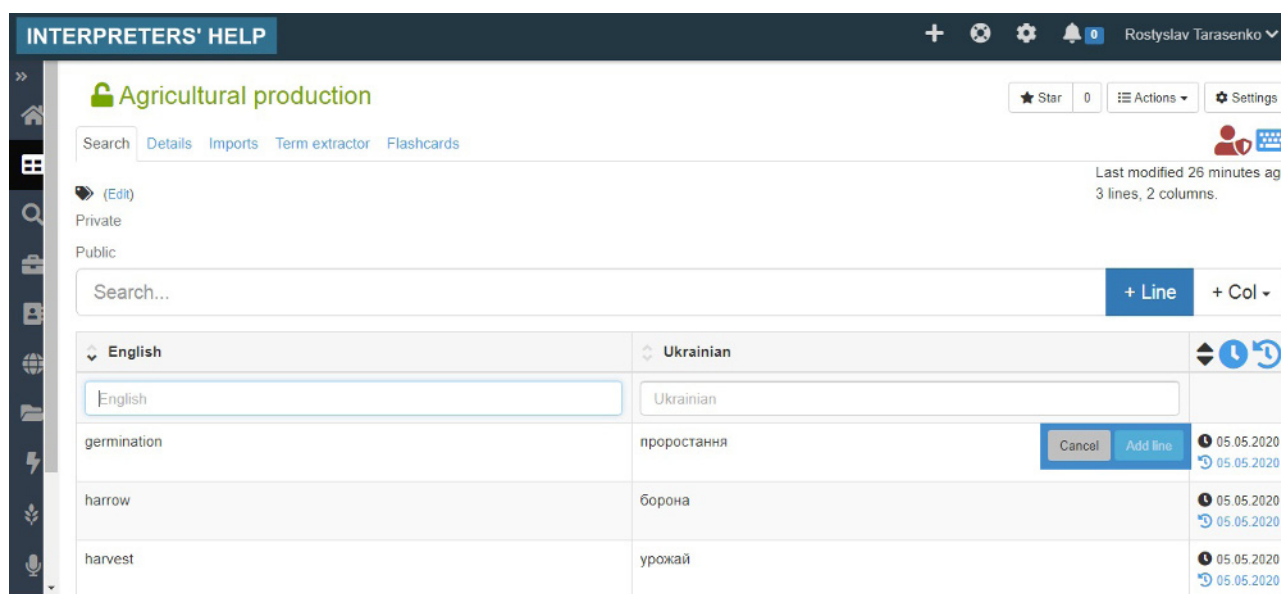 INTERPRETERS' HELP 0 Rostyslav Tarasenko
»
Agricultural production Star 0 Actions Settings
Search Details Imports Term extractor Flashcards
Last modified 26 minutes ag
3 lines, 2 columns.
(Edit)
Private
Public
Search... + Line + Col
English Ukrainian
English Ukrainian
germination проростання Cancel Add line 05.05.2020
05.05.2020
harrow борона 05.05.2020
05.05.2020
harvest урожай 05.05.2020
05.05.2020